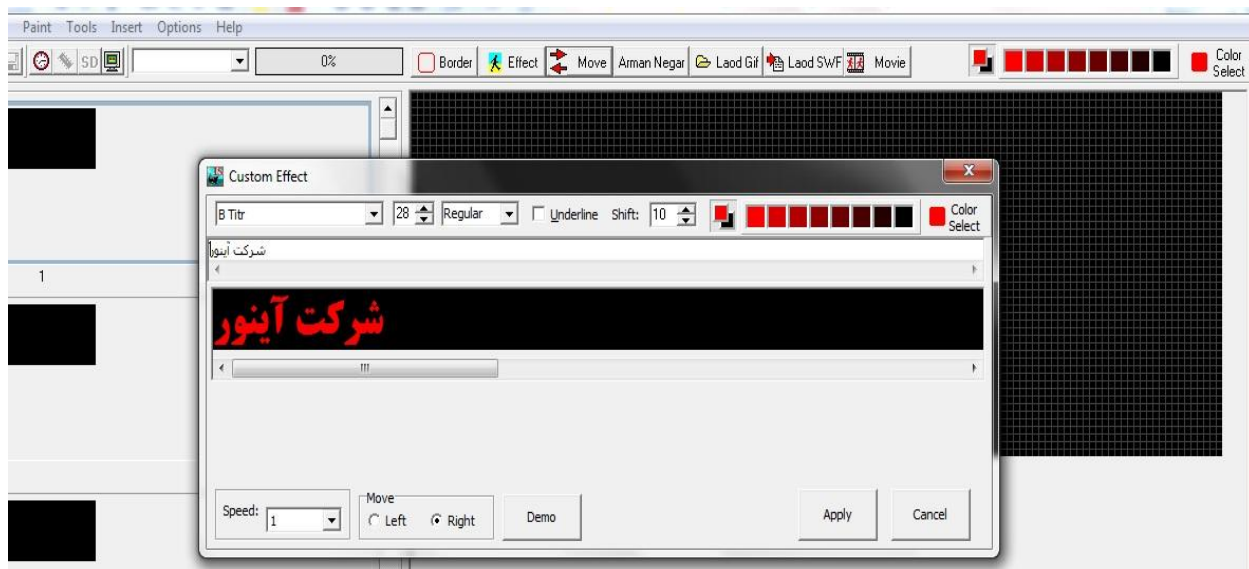 Paint Tools Insert Options Help
SD 0% Border Effect Move Arman Negar Laod Gif Laod SWF Movie Color Select
Custom Effect
B Titr 28 Regular Underline Shift: 10 Color Select
شرکت آینور
شرکت آینور
1
Speed: 1 Move Left Right Demo Apply Cancel